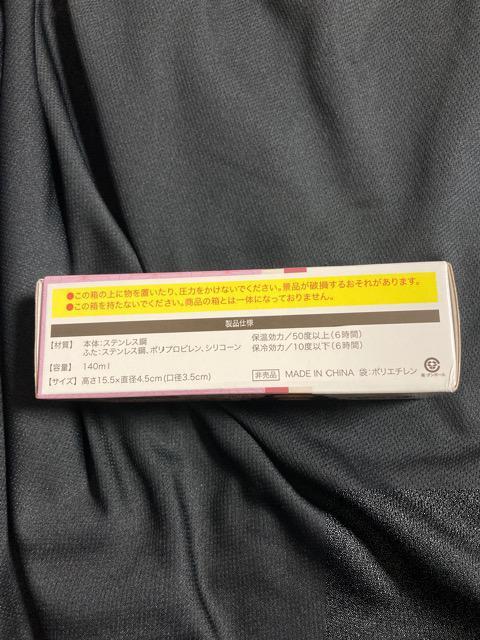 ●この箱の上に物を置いたり、圧力をかけないでください。景品が破損するおそれがあります。
●この箱を持たないでください。商品の箱とは一体になっておりません。
製品仕様
【材質】 本体:ステンレス鋼
ふた:ステンレス鋼、ポリプロピレン、シリコーン
【容量】 140ml
【サイズ】高さ15.5×直径4.5cm(口径3.5cm)
保温効力/50度以上(6時間)
保冷効力/10度以下(6時間)
非売品 MADE IN CHINA 袋:ポリエチレン
箱:ダンボール